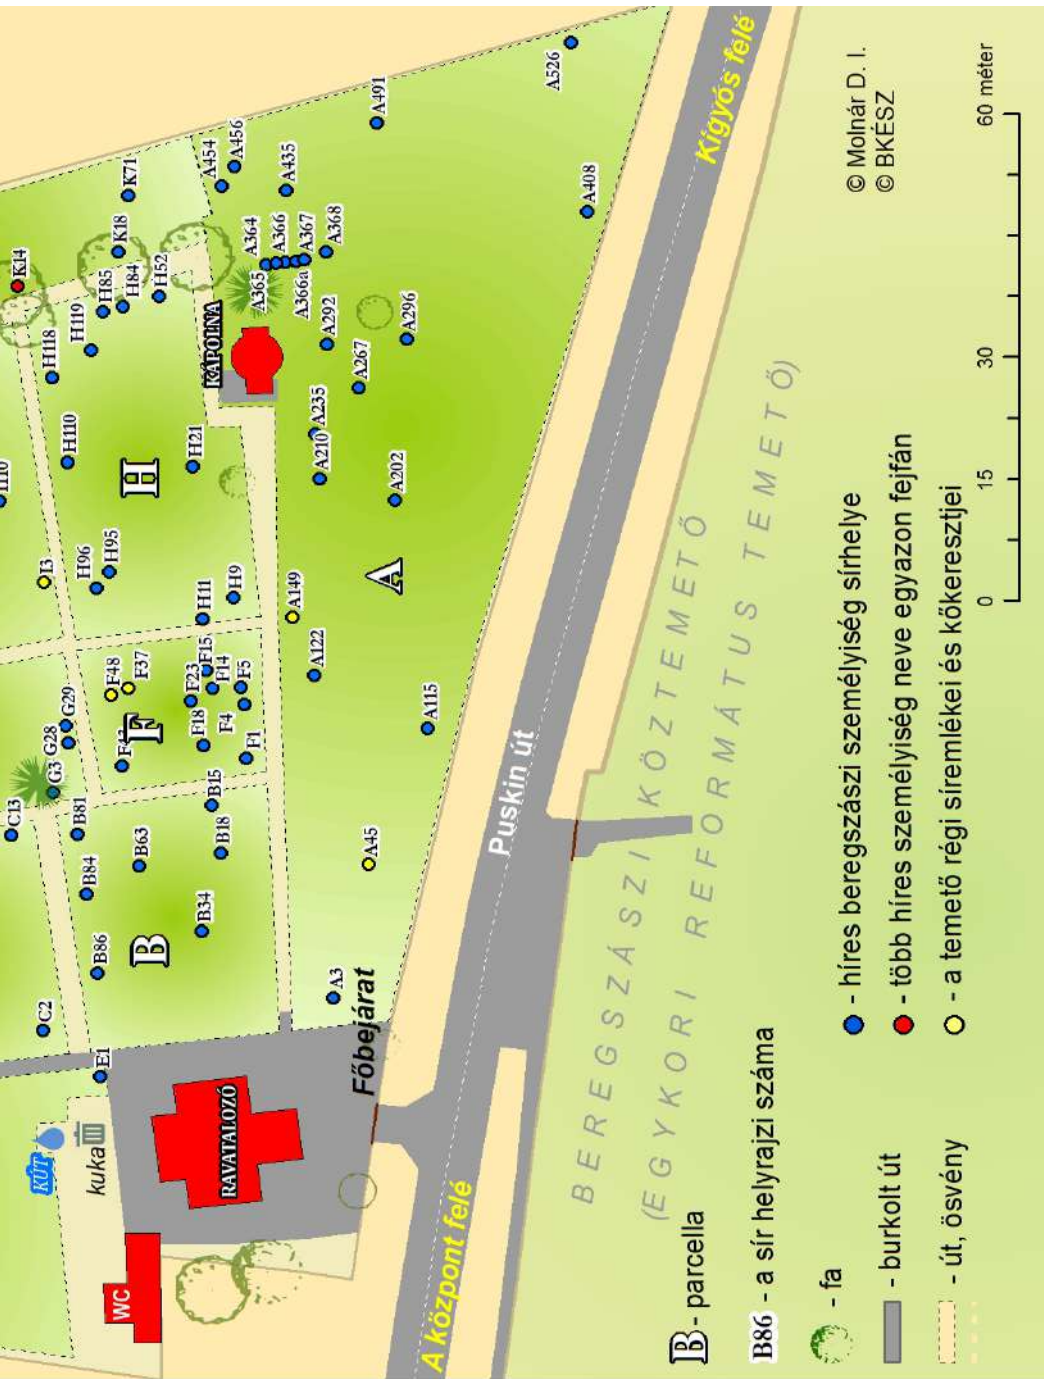 C2
C13
G3
G28
G29
I3
I10
K14
E1
B86
B84
B81
F48
F37
H96
H95
H110
H118
H119
H85
H84
K18
K71
B34
B63
B18
B15
F1
F18
F4
F23
F15
F14
F5
H11
H9
H21
H52
B
F
H
A
A3
A45
A115
A122
A149
A202
A210
A235
A267
A292
A296
A364
A365
A366
A366a
A367
A368
A408
A435
A454
A456
A491
A526
KÁPOLNA
KÚT
kuka
WC
RAVATALOZÓ
Főbejárat
A központ felé
Puskin út
Kígyós felé
BEREGSZÁSZI KÖZTEMETŐ
(EGYKORI REFORMÁTUS TEMETŐ)
B - parcella
B86 - a sír helyrajzi száma
- fa
- burkolt út
- út, ösvény
- híres beregszászi személyiség sírhelye
- több híres személyiség neve egyazon fejfán
- a temető régi síremlékei és kőkeresztjei
0 15 30 60 méter
© Molnár D. I.
© BKÉSZ